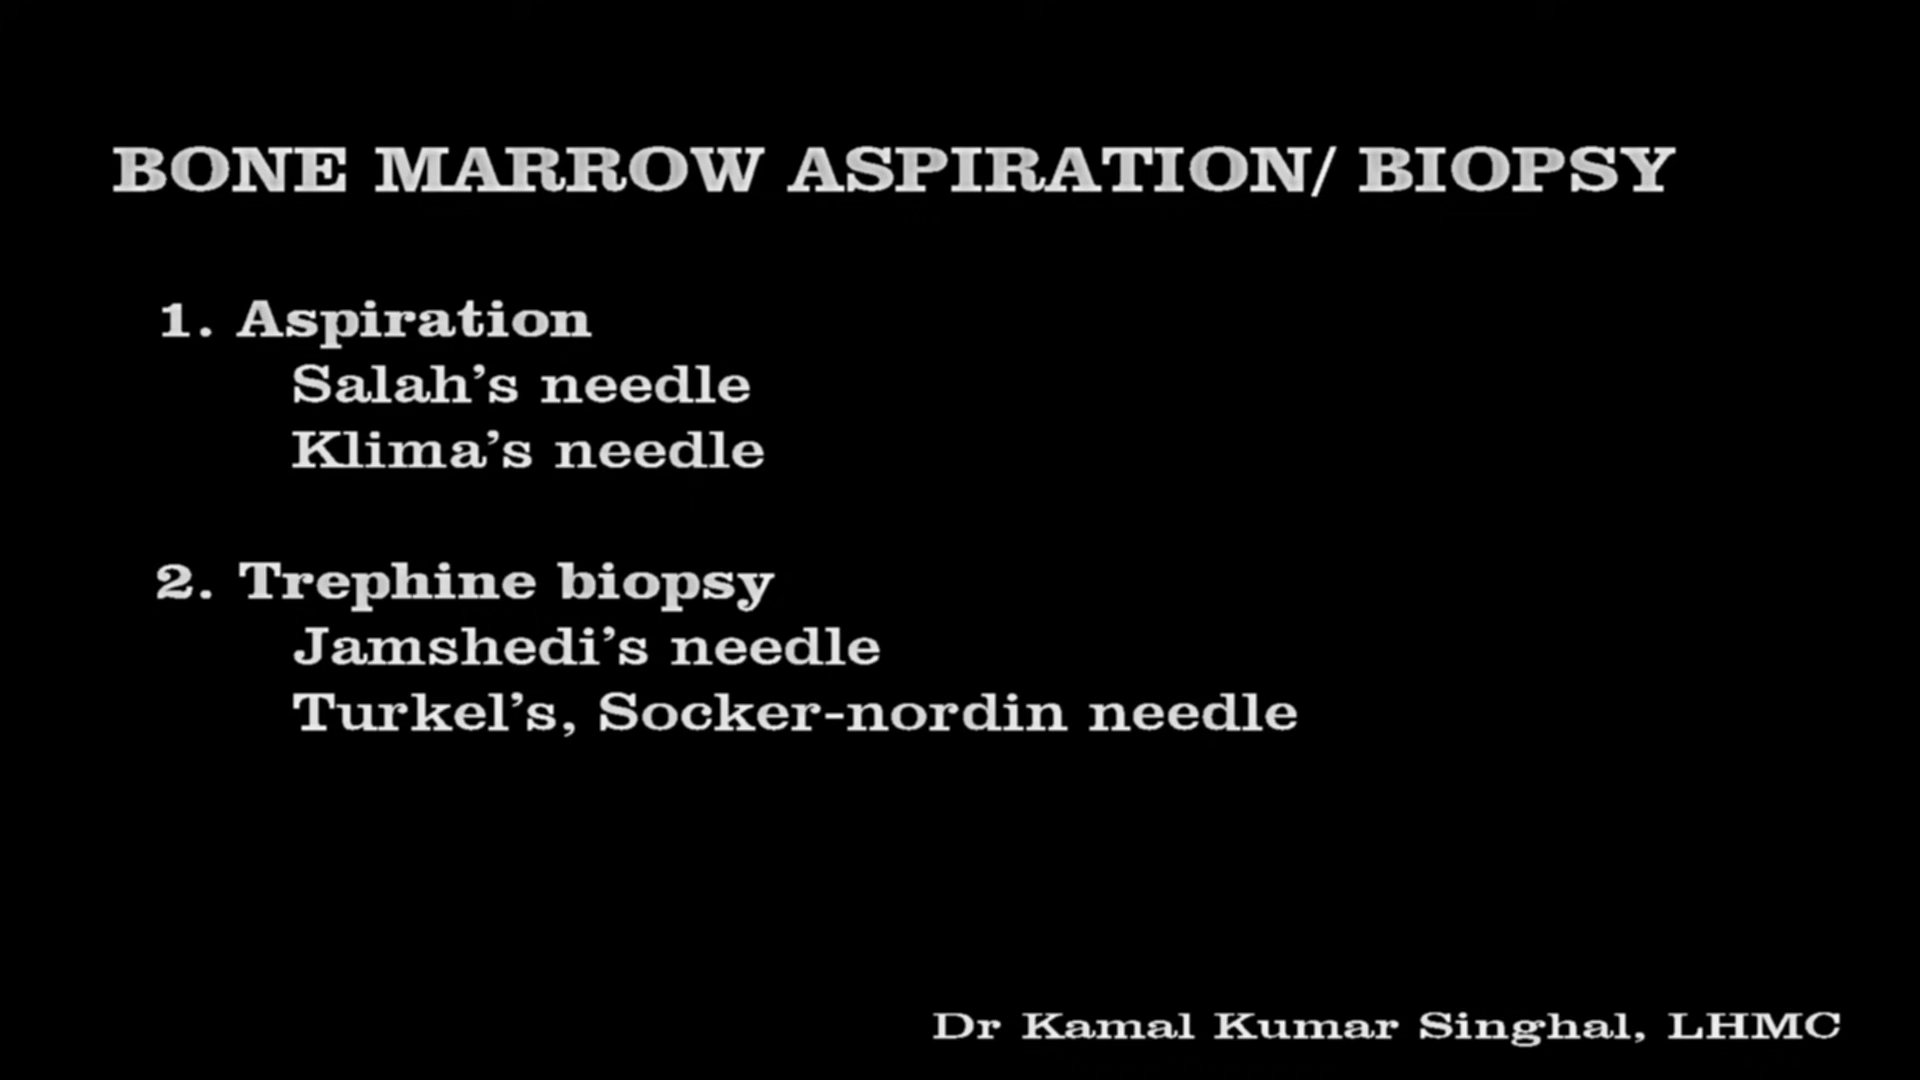 BONE MARROW ASPIRATION/ BIOPSY
1. Aspiration
Salah’s needle
Klima’s needle
2. Trephine biopsy
Jamshedi’s needle
Turkel’s, Socker-nordin needle
Dr Kamal Kumar Singhal, LHMC